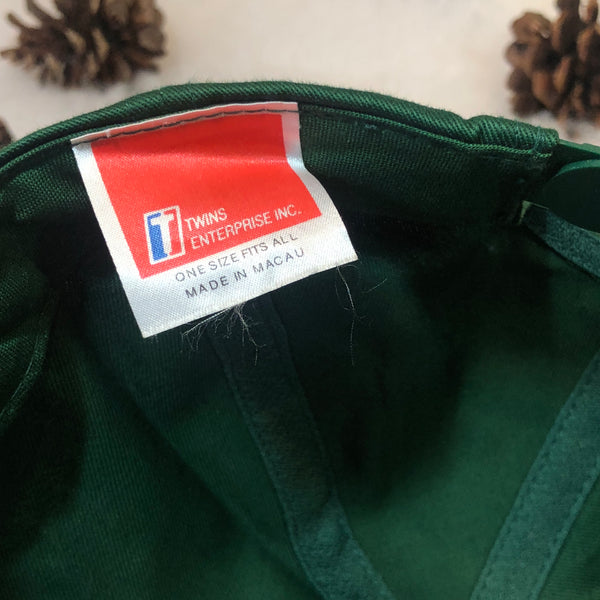 TWINS
ENTERPRISE INC.
ONE SIZE FITS ALL
MADE IN MACAU